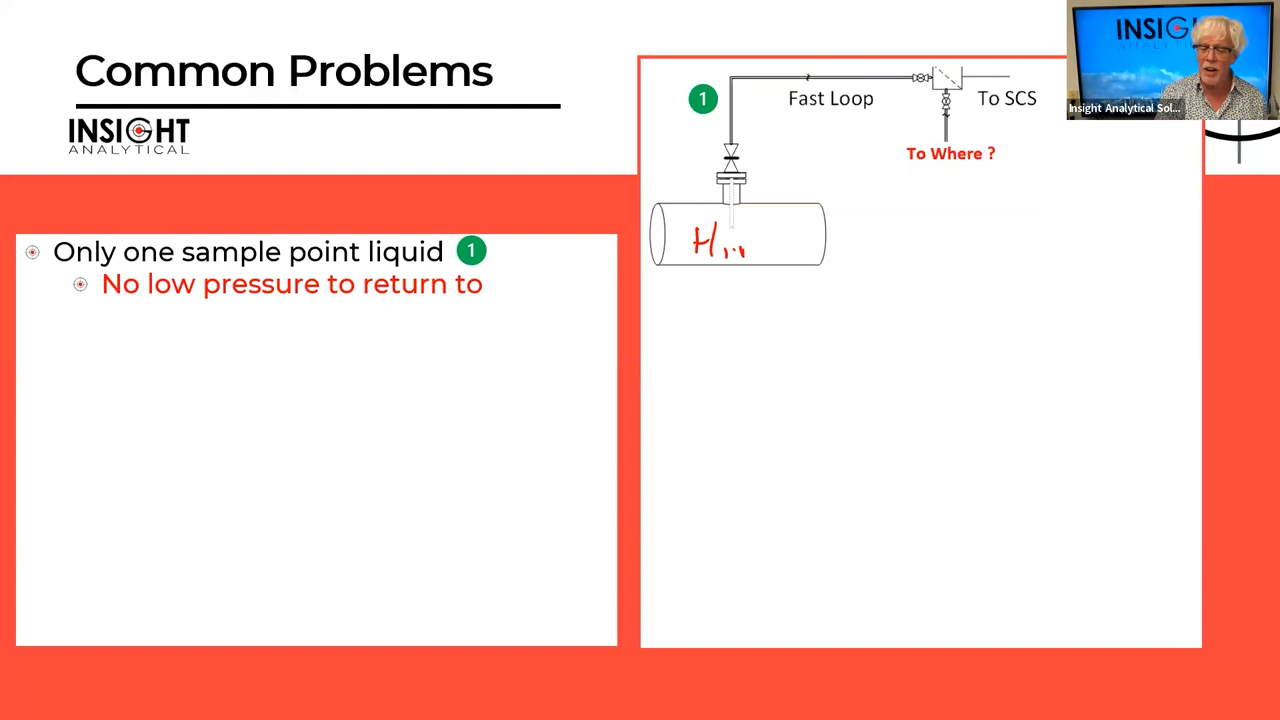 Common Problems
INSIGHT
ANALYTICAL
Only one sample point liquid 1
No low pressure to return to
1
Fast Loop
To SCS
To Where ?
INSIG
Insight Analytical Sol...